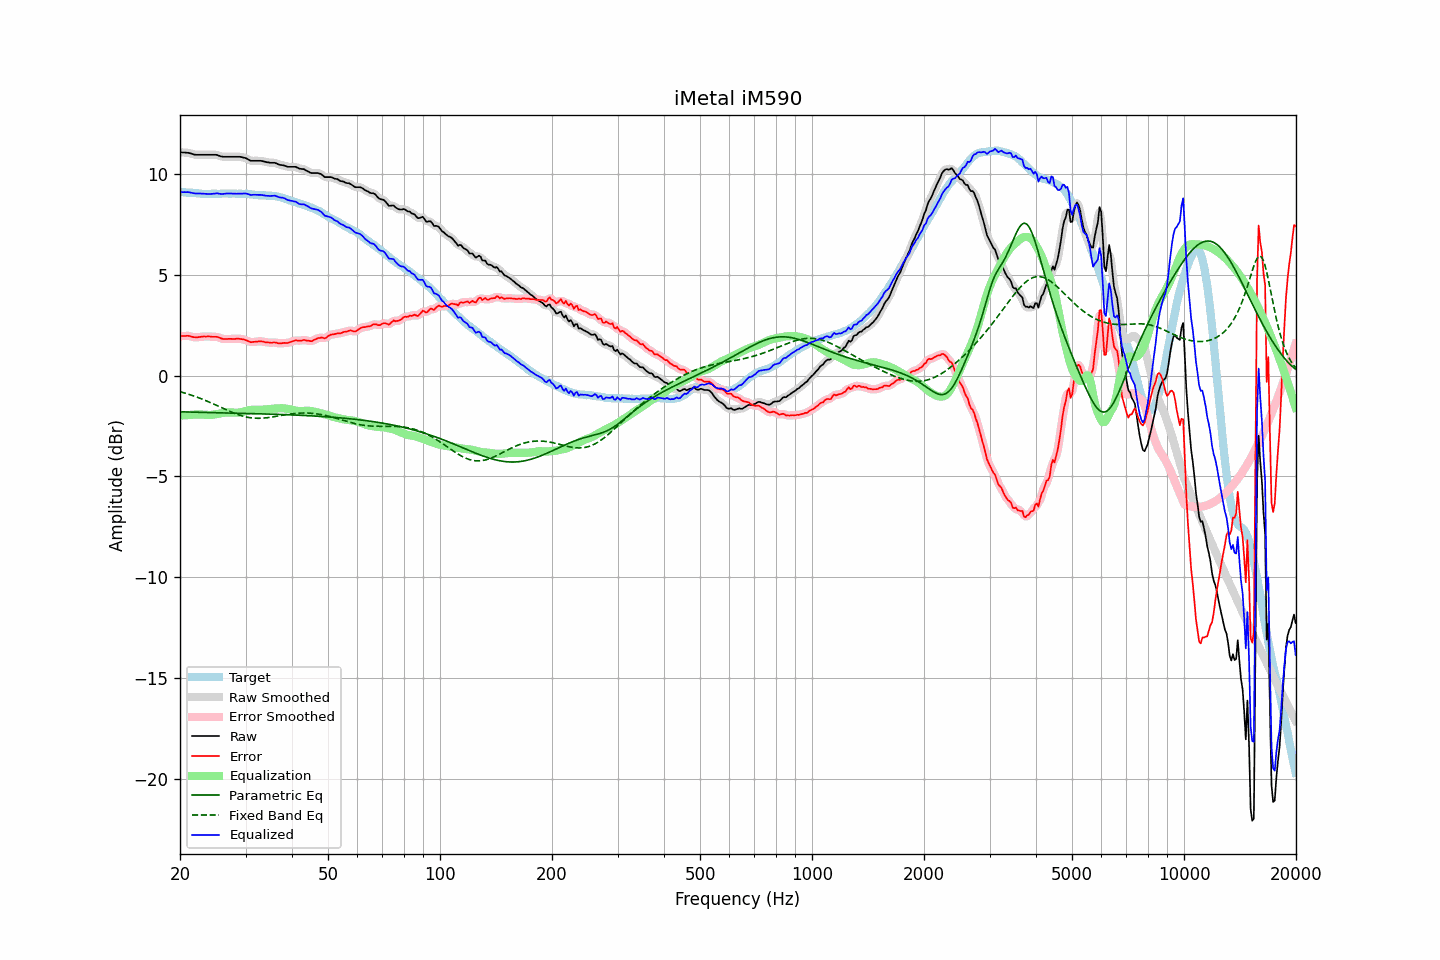 iMetal iM590
Amplitude (dBr)
10
5
0
−5
−10
−15
−20
Target
Raw Smoothed
Error Smoothed
Raw
Error
Equalization
Parametric Eq
Fixed Band Eq
Equalized
20 50 100 200 500 1000 2000 5000 10000 20000
Frequency (Hz)